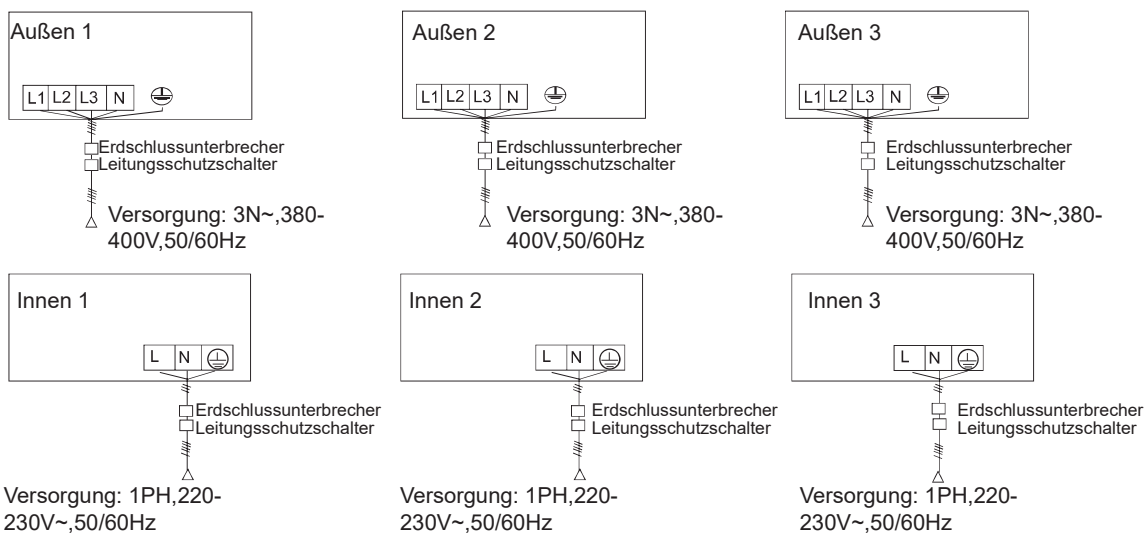 Außen 1
L1 L2 L3 N
Erdschlussunterbrecher
Leitungsschutzschalter
Versorgung: 3N~,380-
400V,50/60Hz
Außen 2
L1 L2 L3 N
Erdschlussunterbrecher
Leitungsschutzschalter
Versorgung: 3N~,380-
400V,50/60Hz
Außen 3
L1 L2 L3 N
Erdschlussunterbrecher
Leitungsschutzschalter
Versorgung: 3N~,380-
400V,50/60Hz
Innen 1
L N
Erdschlussunterbrecher
Leitungsschutzschalter
Versorgung: 1PH,220-
230V~,50/60Hz
Innen 2
L N
Erdschlussunterbrecher
Leitungsschutzschalter
Versorgung: 1PH,220-
230V~,50/60Hz
Innen 3
L N
Erdschlussunterbrecher
Leitungsschutzschalter
Versorgung: 1PH,220-
230V~,50/60Hz